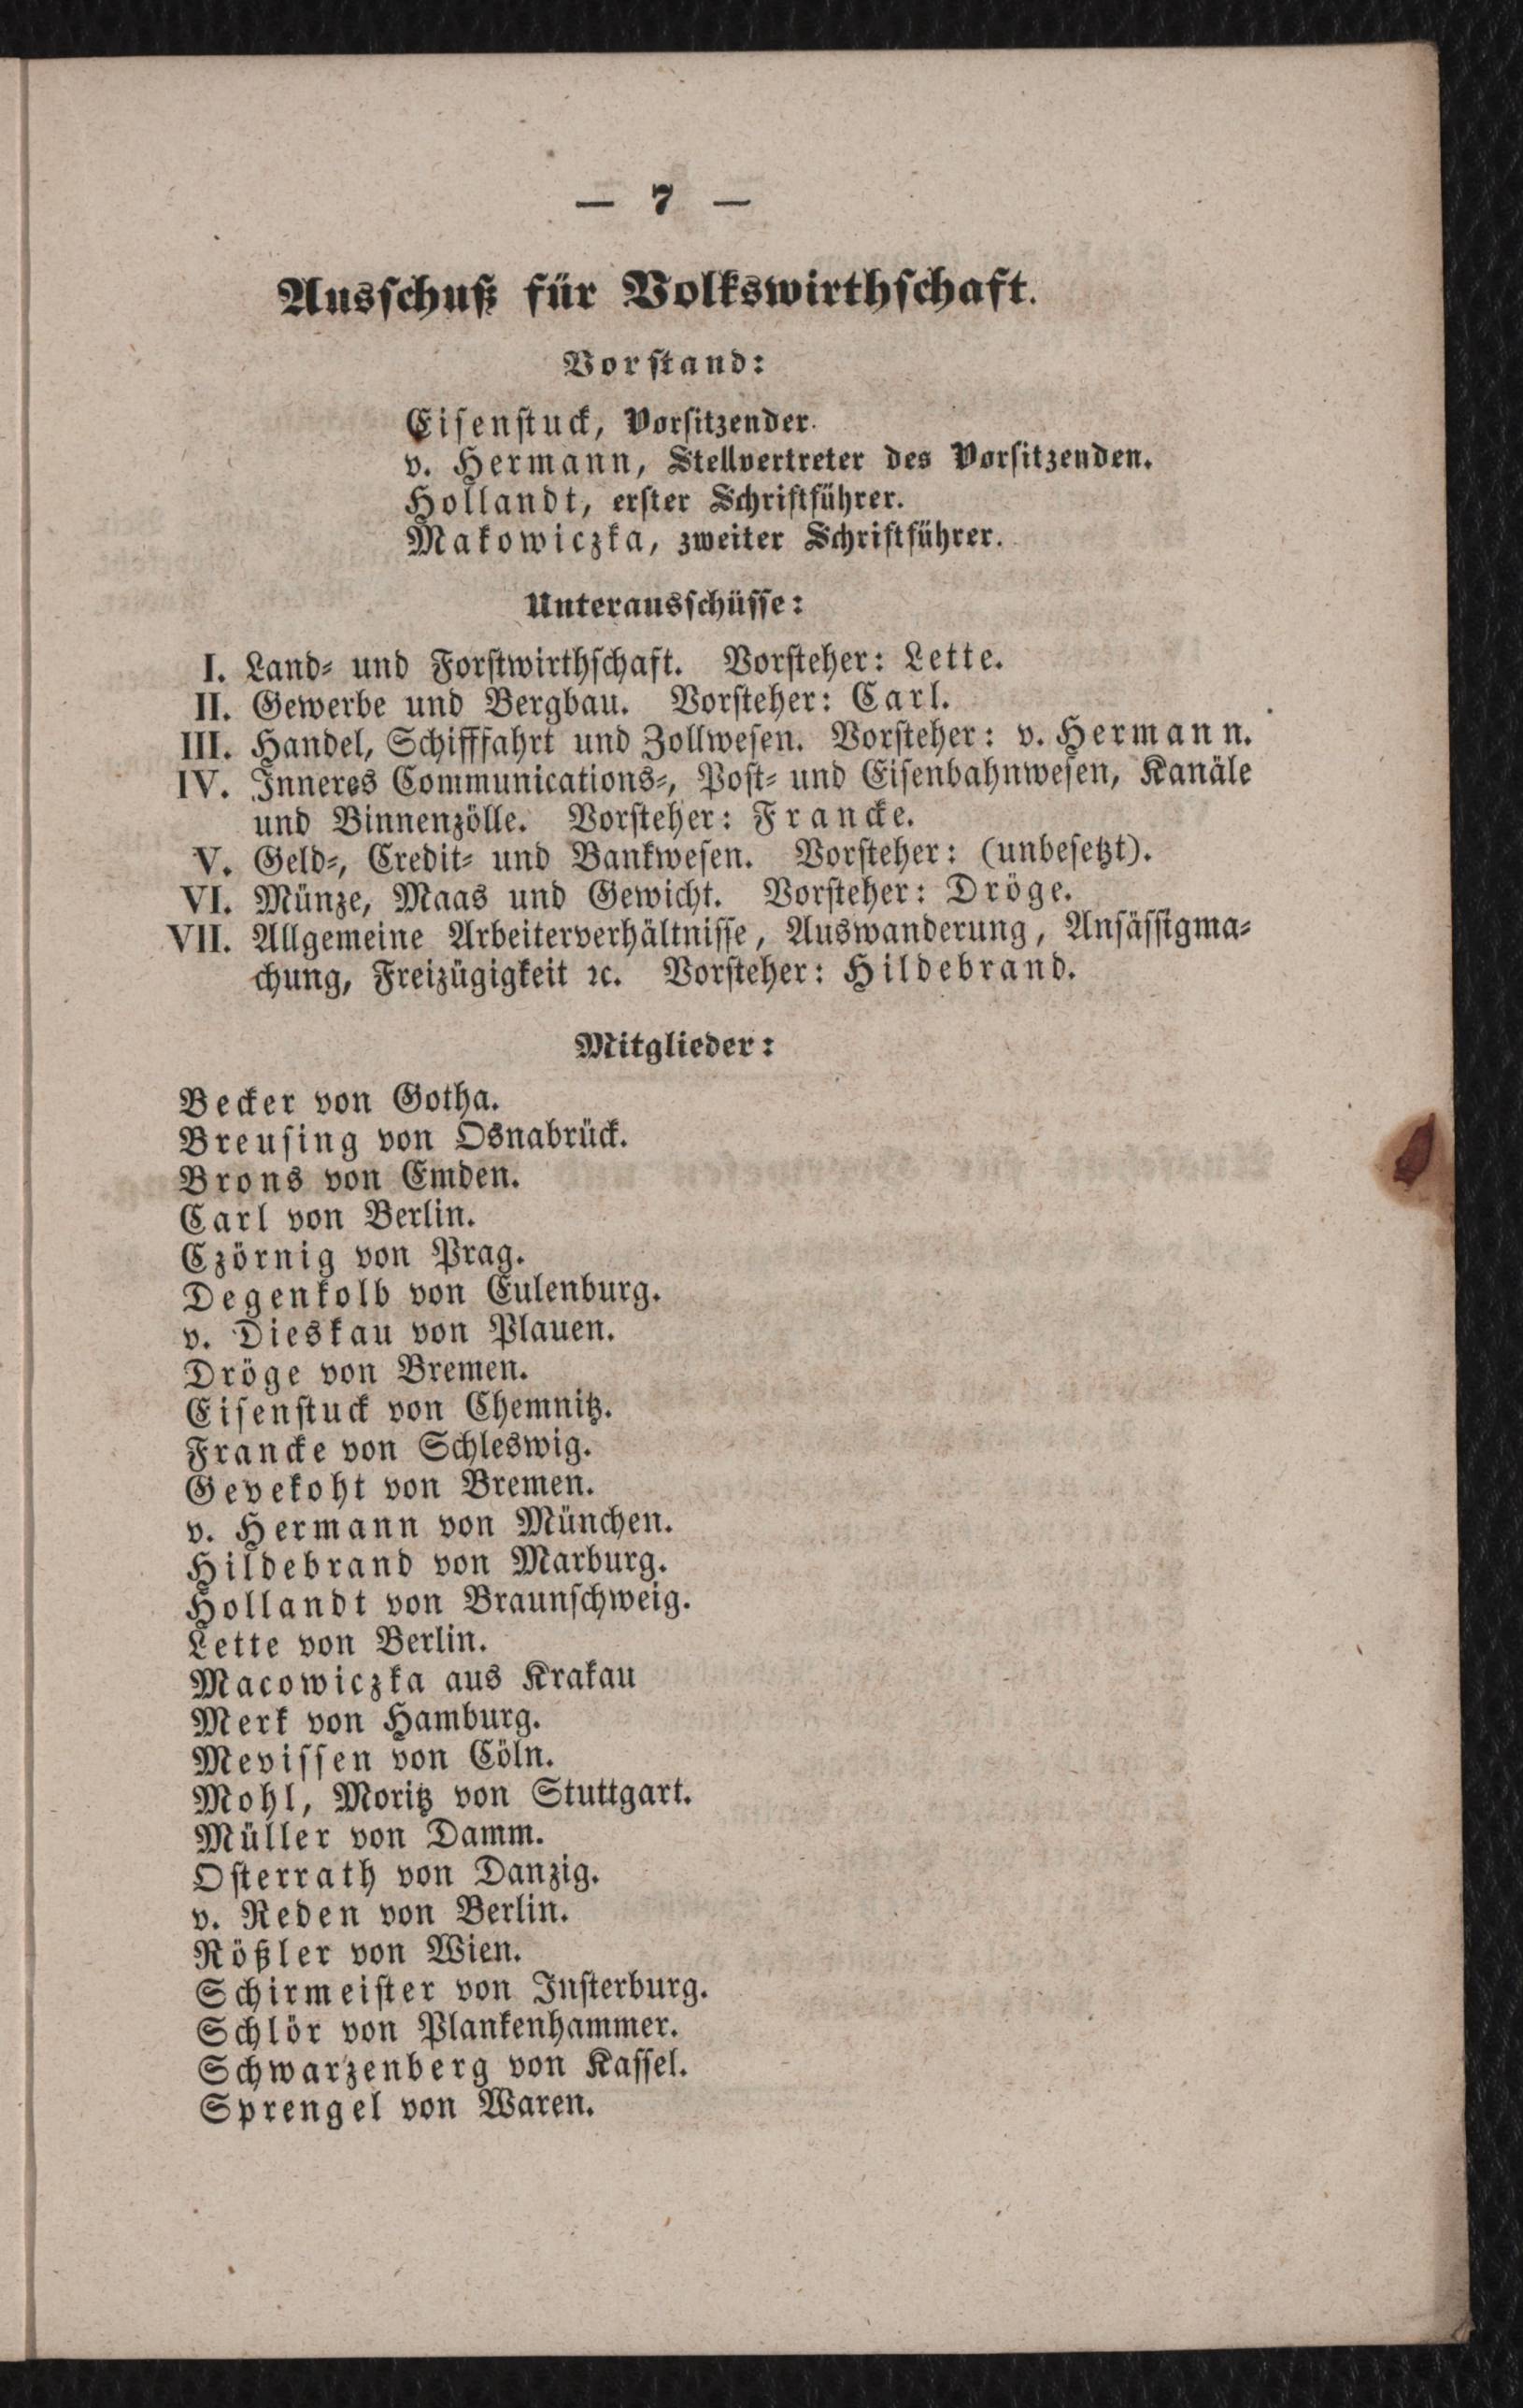 — 7 —
Ausschuß für Volkswirthschaft.
Vorstand:
Eisenstuck, Vorsitzender.
v. Hermann, Stellvertreter des Vorsitzenden.
Hollandt, erster Schriftführer.
Makowiczka, zweiter Schriftführer.
Unterausschüsse:
I. Land- und Forstwirthschaft. Vorsteher: Lette.
II. Gewerbe und Bergbau. Vorsteher: Carl.
III. Handel, Schifffahrt und Zollwesen. Vorsteher: v. Hermann.
IV. Inneres Communications-, Post- und Eisenbahnwesen, Kanäle
und Binnenzölle. Vorsteher: Francke.
V. Geld-, Credit- und Bankwesen. Vorsteher: (unbesetzt).
VI. Münze, Maas und Gewicht. Vorsteher: Dröge.
VII. Allgemeine Arbeiterverhältnisse, Auswanderung, Ansässigma-
chung, Freizügigkeit ꝛc. Vorsteher: Hildebrand.
Mitglieder:
Becker von Gotha.
Breusing von Osnabrück.
Brons von Emden.
Carl von Berlin.
Czörnig von Prag.
Degenkolb von Eulenburg.
v. Dieskau von Plauen.
Dröge von Bremen.
Eisenstuck von Chemnitz.
Francke von Schleswig.
Gevekoht von Bremen.
v. Hermann von München.
Hildebrand von Marburg.
Hollandt von Braunschweig.
Lette von Berlin.
Macowiczka aus Krakau
Merk von Hamburg.
Mevissen von Cöln.
Mohl, Moritz von Stuttgart.
Müller von Damm.
Osterrath von Danzig.
v. Reden von Berlin.
Rößler von Wien.
Schirmeister von Insterburg.
Schlör von Plankenhammer.
Schwarzenberg von Kassel.
Sprengel von Waren.